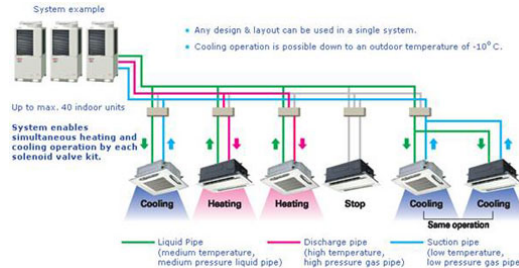 System example
• Any design & layout can be used in a single system.
• Cooling operation is possible down to an outdoor temperature of -10° C.
Up to max. 40 indoor units
System enables
simultaneous heating and
cooling operation by each
solenoid valve kit.
Cooling
Heating
Heating
Stop
Cooling
Cooling
Same operation
Liquid Pipe
(medium temperature,
medium pressure liquid pipe)
Discharge pipe
(high temperature,
high pressure gas pipe)
Suction pipe
(low temperature,
low pressure gas pipe)